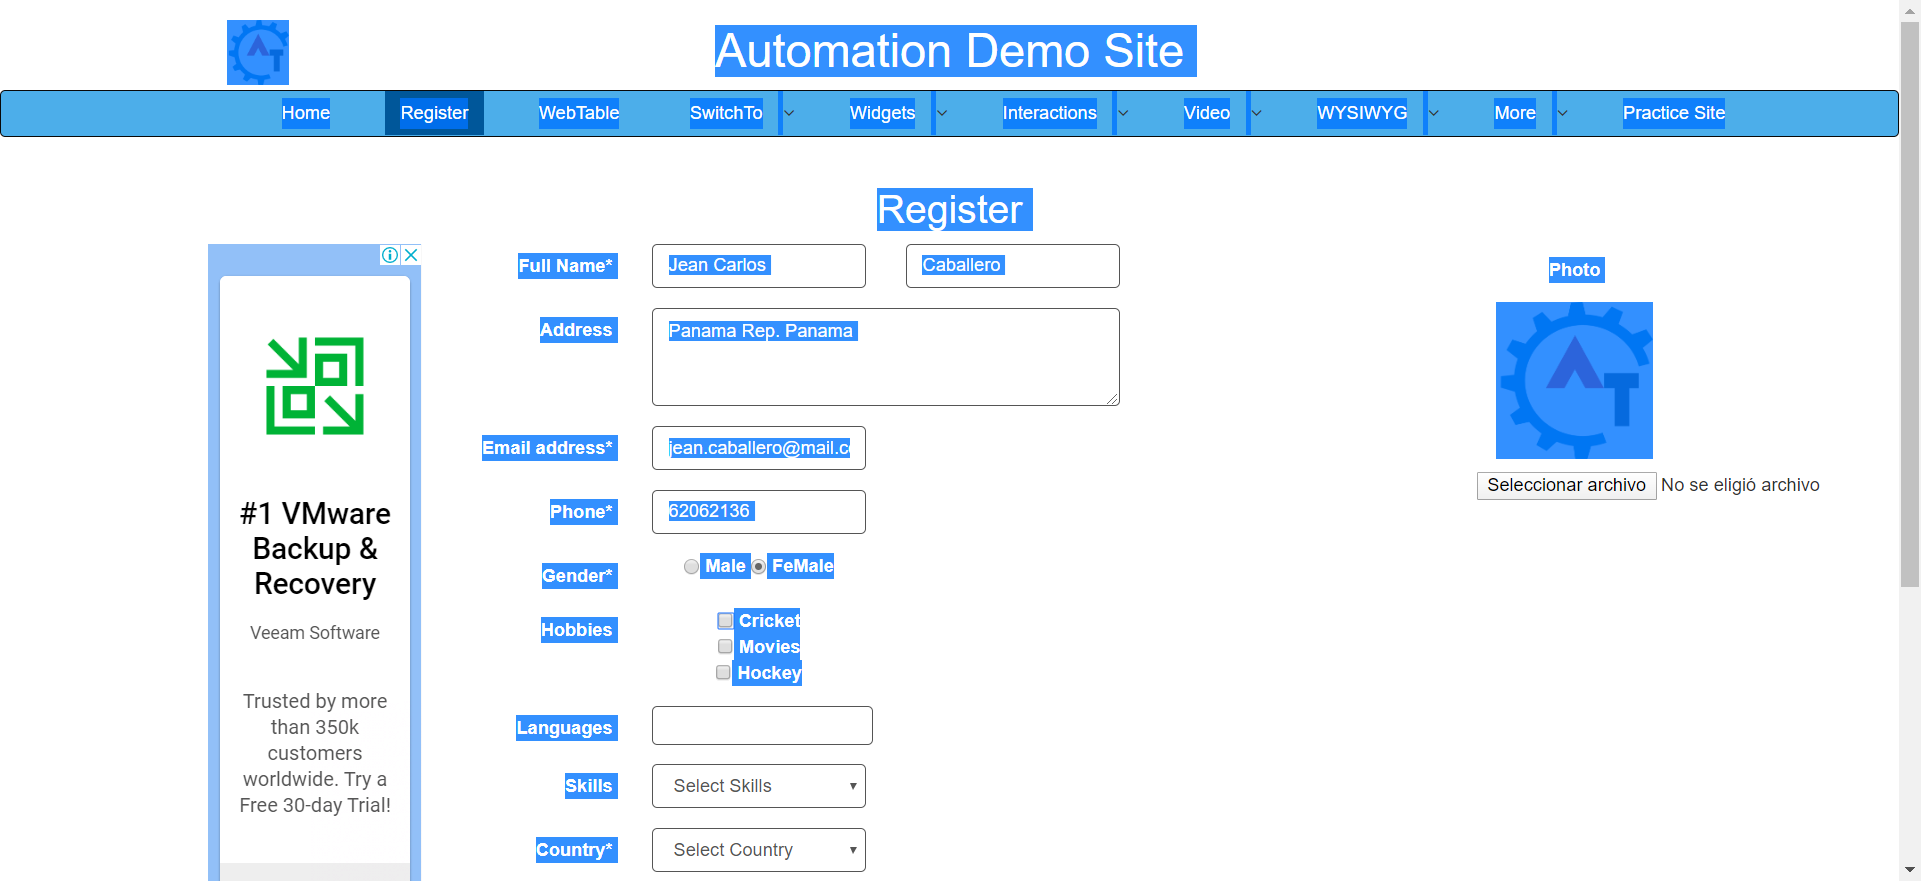 Automation Demo Site
Home Register WebTable SwitchTo Widgets Interactions Video WYSIWYG More Practice Site
Register
#1 VMware
Backup &
Recovery
Veeam Software
Trusted by more
than 350k
customers
worldwide. Try a
Free 30-day Trial!
Full Name* Jean Carlos Caballero
Address Panama Rep. Panama
Email address* jean.caballero@mail.c
Phone* 62062136
Gender* Male FeMale
Hobbies Cricket
Movies
Hockey
Languages
Skills Select Skills
Country* Select Country
Photo
AT
Seleccionar archivo No se eligió archivo